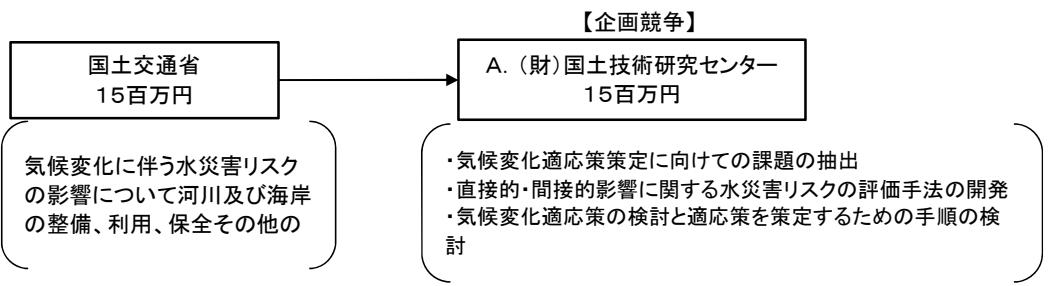 【企画競争】
国土交通省
15百万円
A.（財）国土技術研究センター
15百万円
気候変化に伴う水災害リスク
の影響について河川及び海岸
の整備、利用、保全その他の
・気候変化適応策策定に向けての課題の抽出
・直接的・間接的影響に関する水災害リスクの評価手法の開発
・気候変化適応策の検討と適応策を策定するための手順の検
討